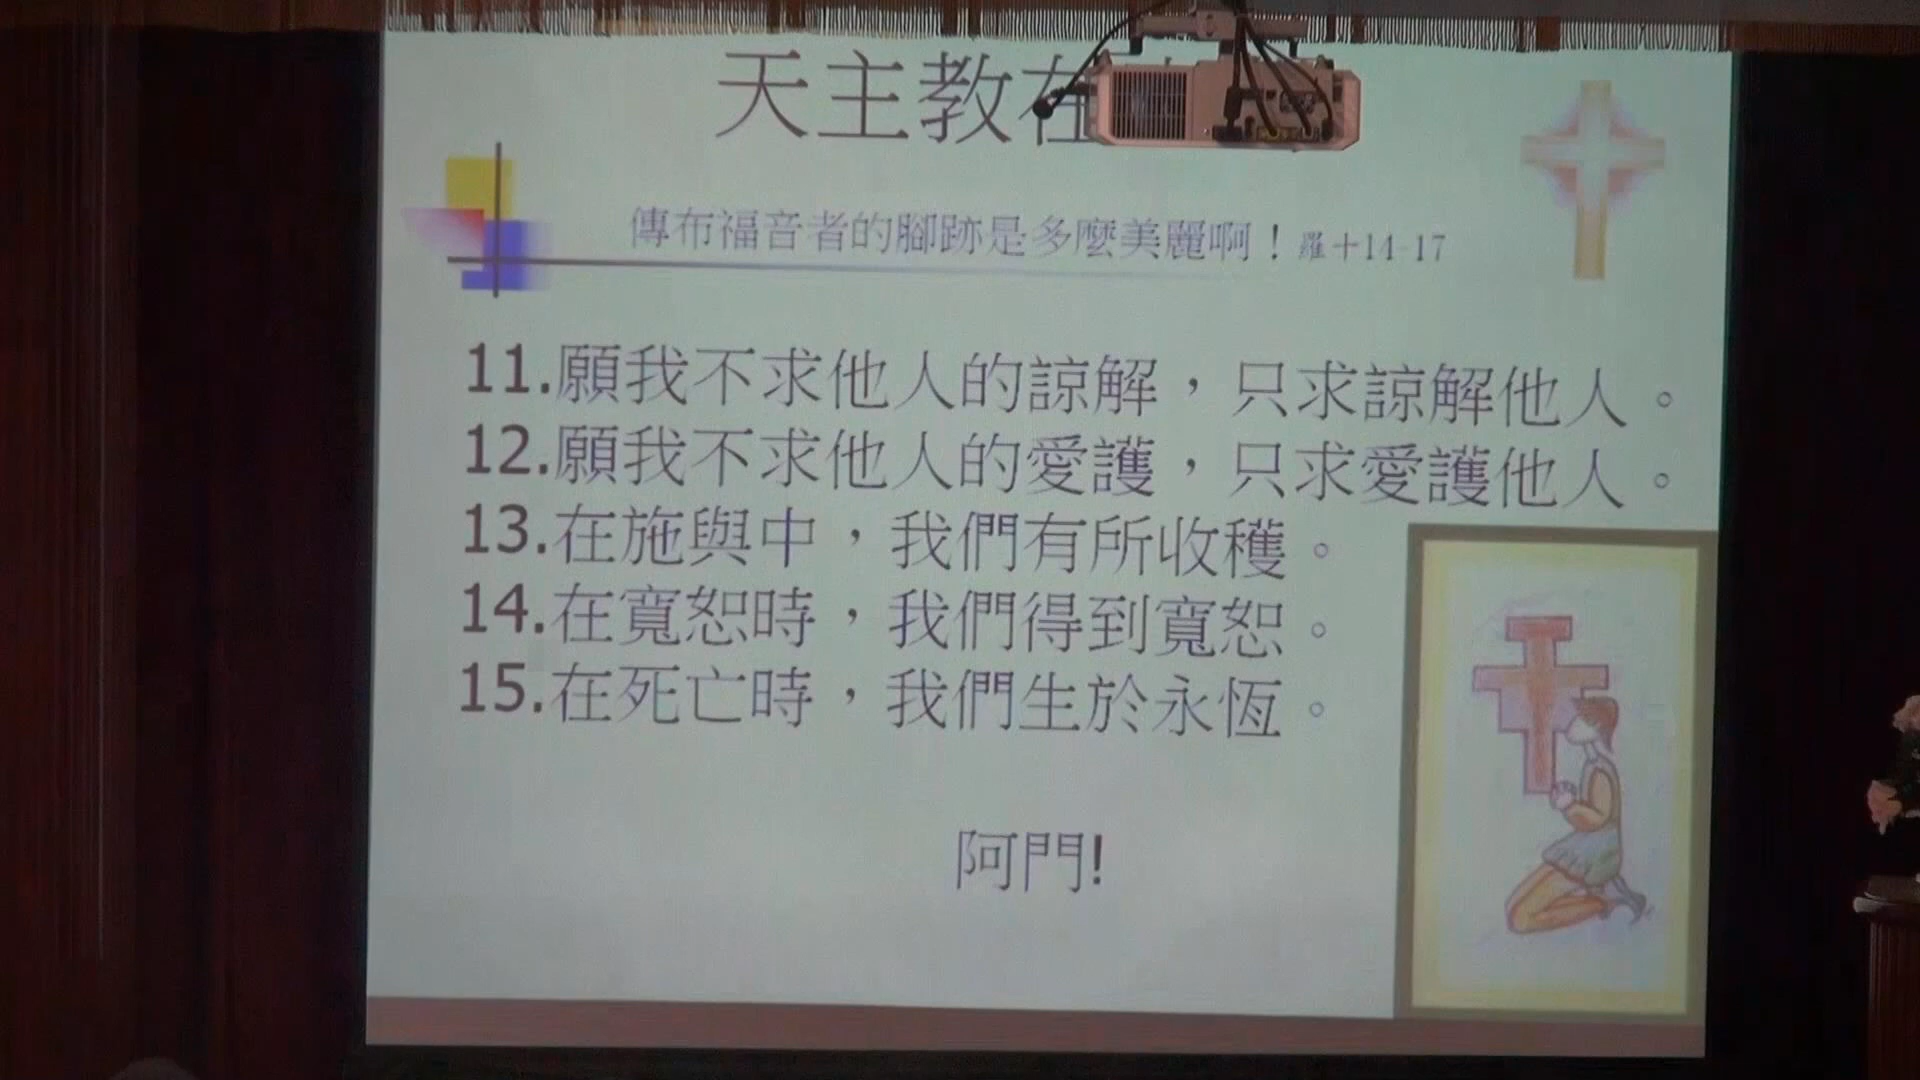 天主教在
傳布福音者的腳跡是多麼美麗啊！羅十14-17
11.願我不求他人的諒解，只求諒解他人。
12.願我不求他人的愛護，只求愛護他人。
13.在施與中，我們有所收穫。
14.在寬恕時，我們得到寬恕。
15.在死亡時，我們生於永恆。
阿門!